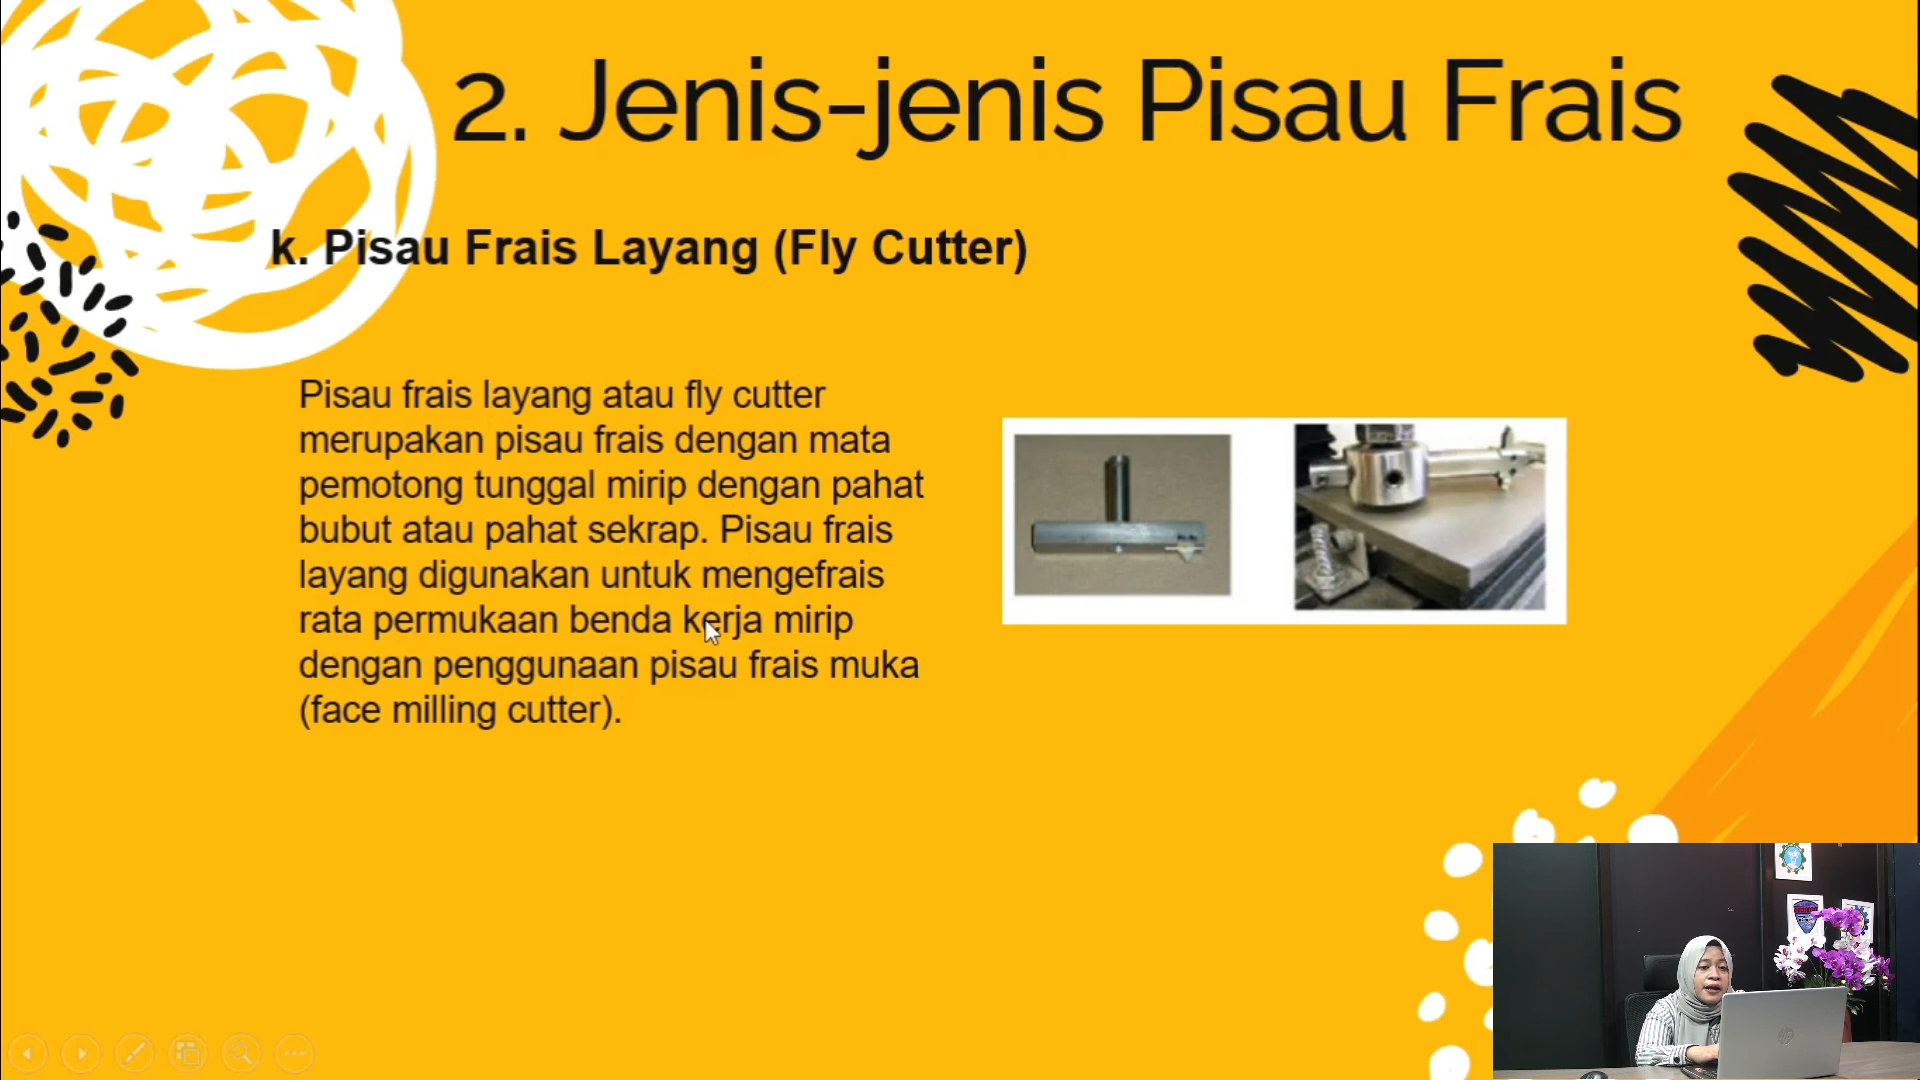 2. Jenis-jenis Pisau Frais
k. Pisau Frais Layang (Fly Cutter)
Pisau frais layang atau fly cutter
merupakan pisau frais dengan mata
pemotong tunggal mirip dengan pahat
bubut atau pahat sekrap. Pisau frais
layang digunakan untuk mengefrais
rata permukaan benda kerja mirip
dengan penggunaan pisau frais muka
(face milling cutter).